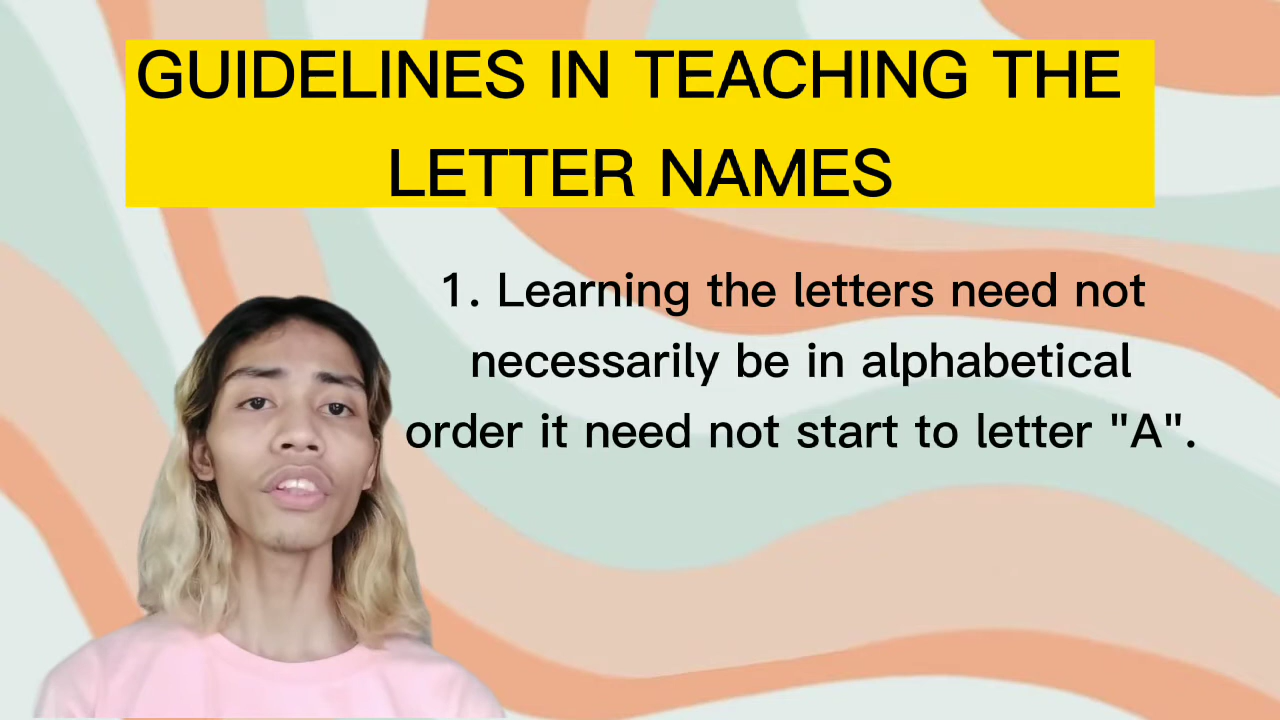 GUIDELINES IN TEACHING THE
LETTER NAMES
1. Learning the letters need not
necessarily be in alphabetical
order it need not start to letter "A".